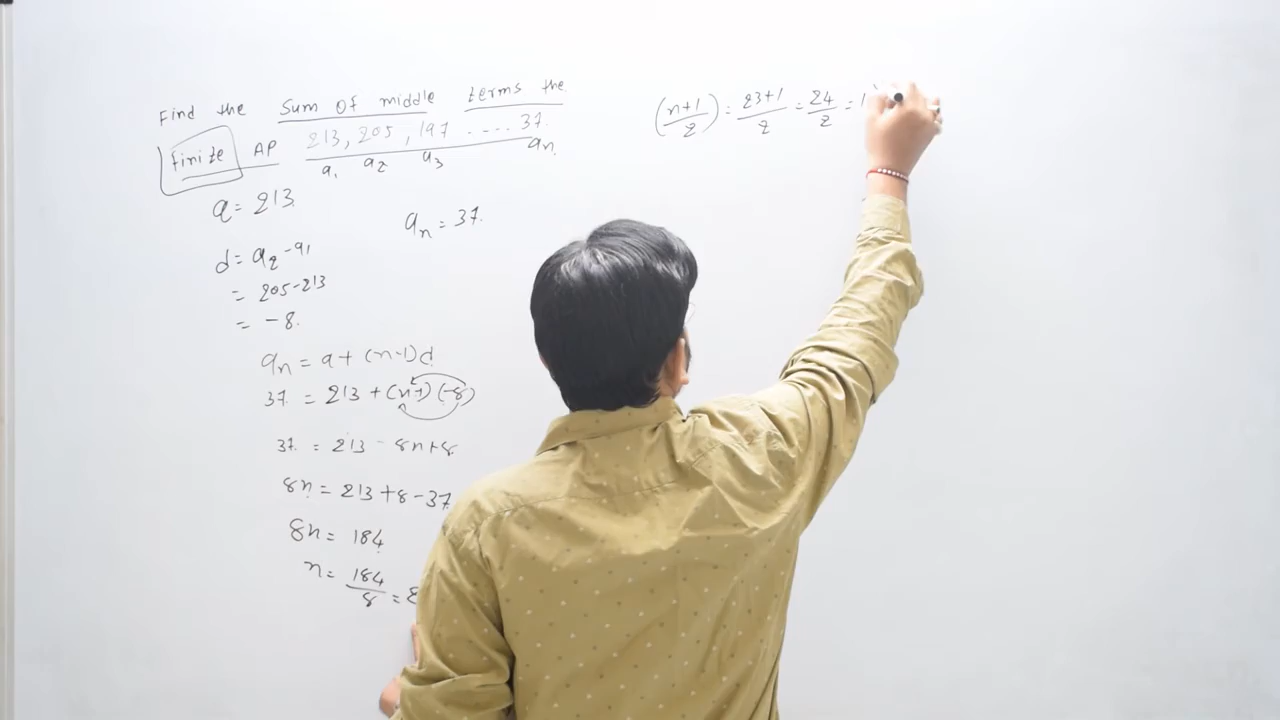 Find the Sum of middle terms the
finite AP 213, 205, 197 ..... 37.
a₁ a₂ a₃ an.
a = 213
an = 37.
d = a₂ - a₁
= 205-213
= -8.
an = a + (n-1)d
37 = 213 + (n-1)(-8)
37 = 213 - 8n+8
8n = 213+8-37
8n = 184
n = 184/8 =
(n+1/2) = 23+1/2 = 24/2 = 1